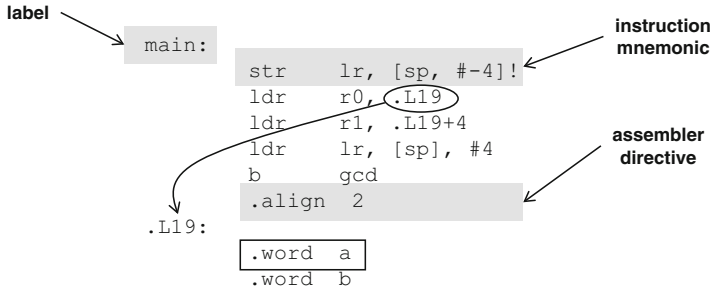 label
instruction
mnemonic
main:
str lr, [sp, #-4]!
ldr r0, .L19
ldr r1, .L19+4
ldr lr, [sp], #4
b gcd
.align 2
assembler
directive
.L19:
.word a
.word b